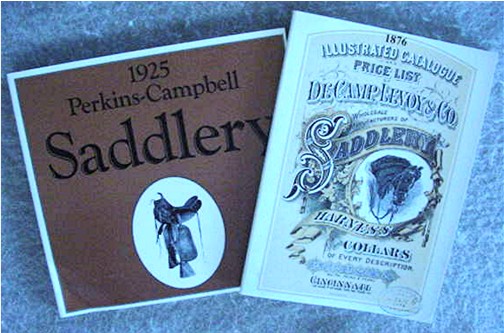 1925
Perkins-Campbell
Saddlery
1876
ILLUSTRATED CATALOGUE
PRICE LIST
DE CAMP LEVOY & CO.
WHOLESALE
MANUFACTURERS OF
SADDLERY
HARNESS
COLLARS
OF EVERY DESCRIPTION
CINCINNATI